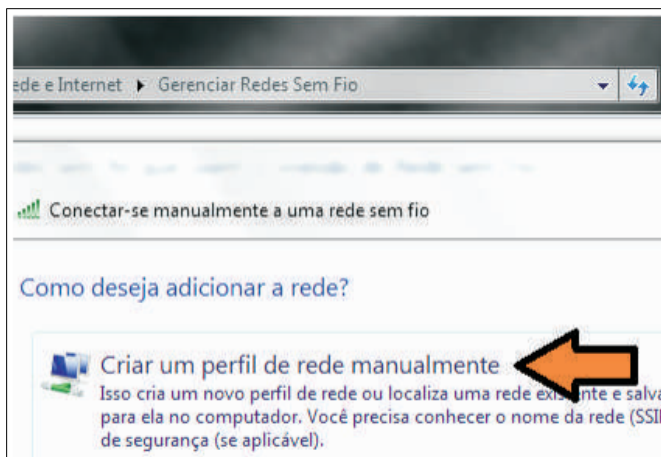 ede e Internet ▸ Gerenciar Redes Sem Fio
Conectar-se manualmente a uma rede sem fio
Como deseja adicionar a rede?
Criar um perfil de rede manualmente
Isso cria um novo perfil de rede ou localiza uma rede existente e salva
para ela no computador. Você precisa conhecer o nome da rede (SSI
de segurança (se aplicável).